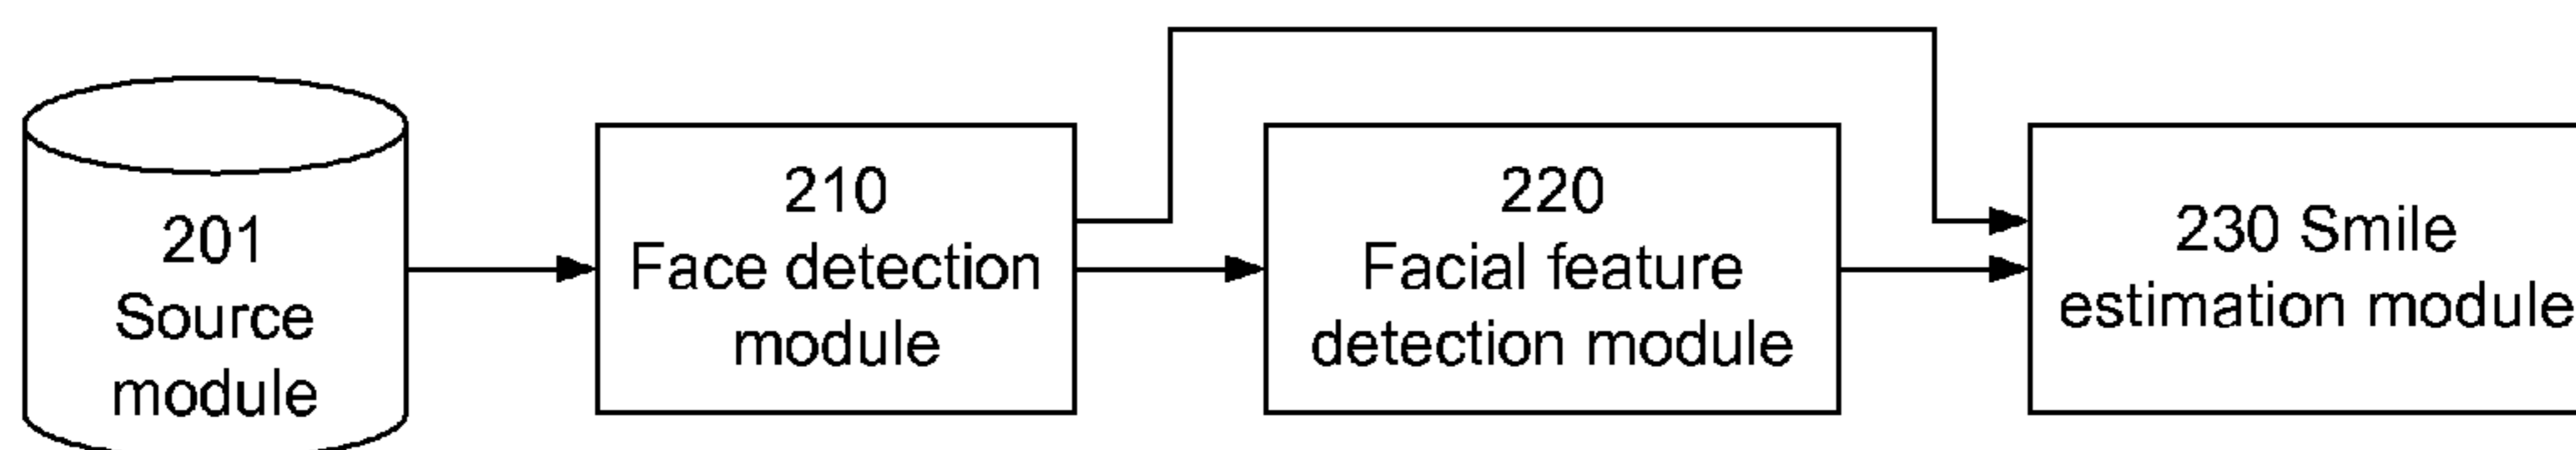 201
Source
module
210
Face detection
module
220
Facial feature
detection module
230 Smile
estimation module